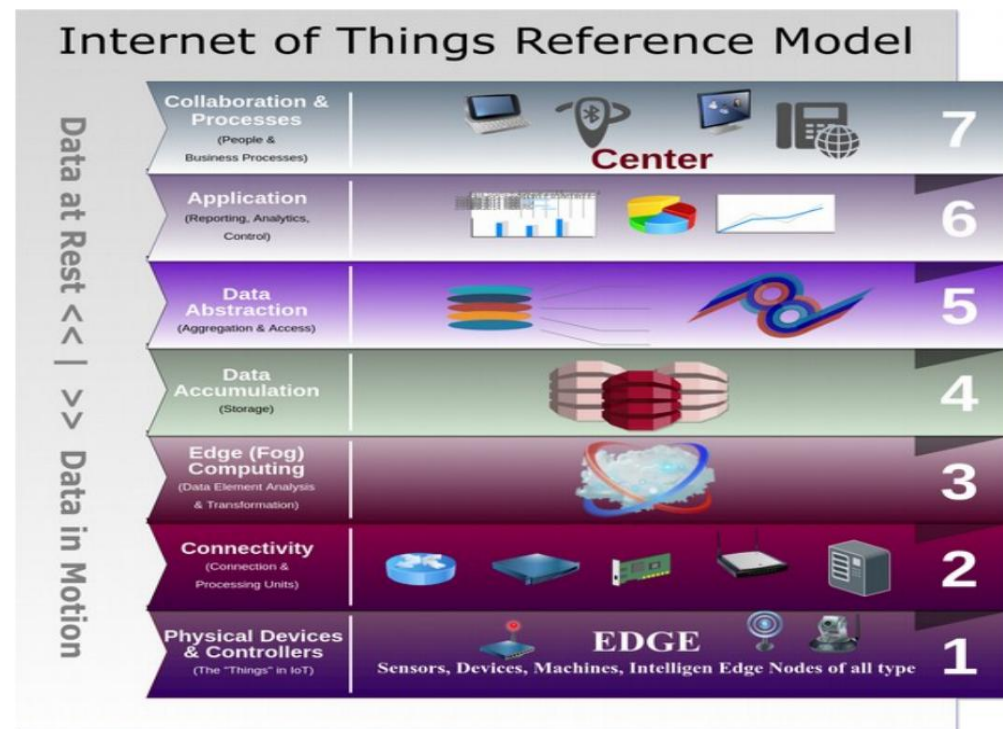 Internet of Things Reference Model
Data at Rest << | >> Data in Motion
Collaboration &
Processes
(People &
Business Processes)
Center
7
Application
(Reporting, Analytics,
Control)
6
Data
Abstraction
(Aggregation & Access)
5
Data
Accumulation
(Storage)
4
Edge (Fog)
Computing
(Data Element Analysis
& Transformation)
3
Connectivity
(Connection &
Processing Units)
2
Physical Devices
& Controllers
(The "Things" in IoT)
EDGE
Sensors, Devices, Machines, Intelligen Edge Nodes of all type
1